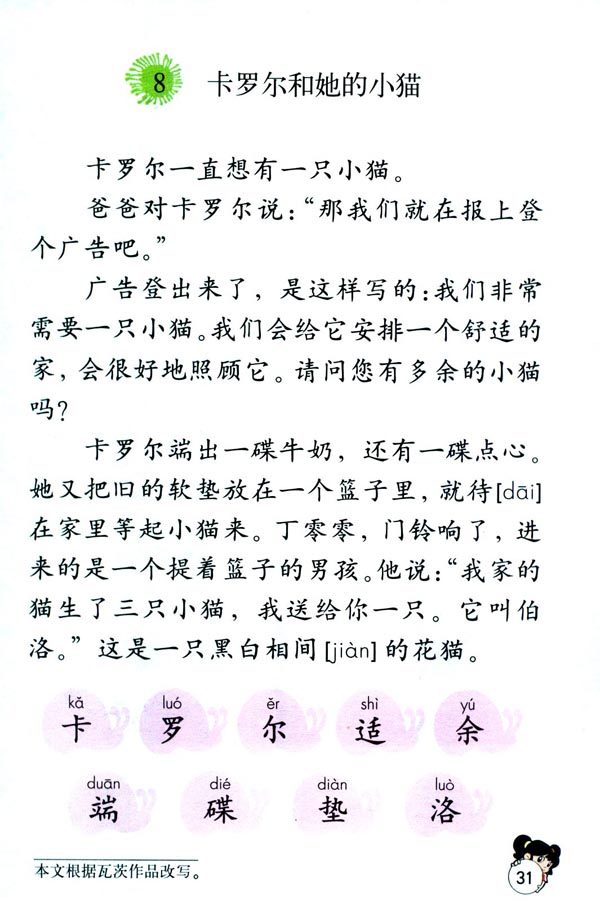 8 卡罗尔和她的小猫
卡罗尔一直想有一只小猫。
爸爸对卡罗尔说：“那我们就在报上登
个广告吧。”
广告登出来了，是这样写的：我们非常
需要一只小猫。我们会给它安排一个舒适的
家，会很好地照顾它。请问您有多余的小猫
吗？
卡罗尔端出一碟牛奶，还有一碟点心。
她又把旧的软垫放在一个篮子里，就待[dāi]
在家里等起小猫来。丁零零，门铃响了，进
来的是一个提着篮子的男孩。他说：“我家的
猫生了三只小猫，我送给你一只。它叫伯
洛。”这是一只黑白相间[jiàn]的花猫。
kǎ luó ěr shì yú
卡 罗 尔 适 余
duān dié diàn luò
端 碟 垫 洛
本文根据瓦茨作品改写。
31